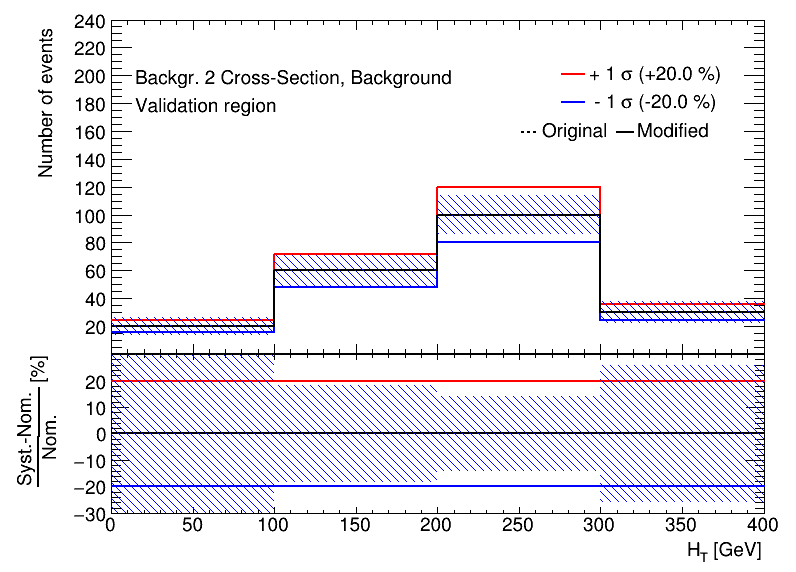 240
220
200
180
160
140
120
100
80
60
40
20
Number of events
Backgr. 2 Cross-Section, Background
Validation region
+ 1 σ (+20.0 %)
- 1 σ (-20.0 %)
Original Modified
20
10
0
−10
−20
−30
Syst.-Nom.
Nom.
[%]
0 50 100 150 200 250 300 350 400
H_T [GeV]